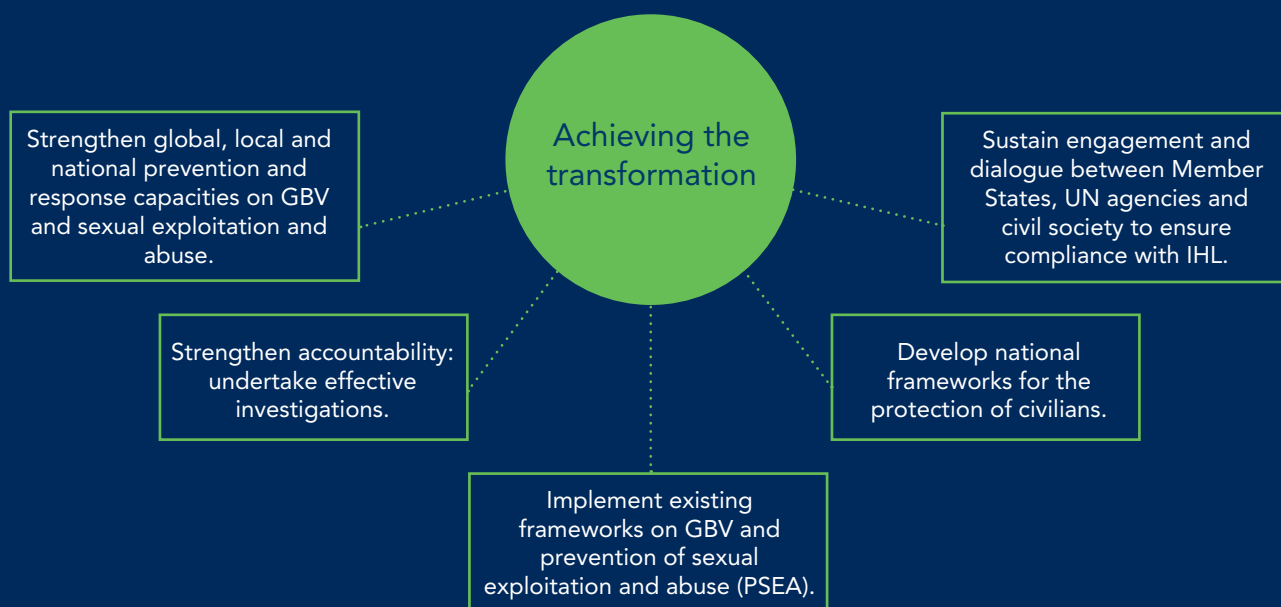 Achieving the
transformation
Strengthen global, local and
national prevention and
response capacities on GBV
and sexual exploitation and
abuse.
Sustain engagement and
dialogue between Member
States, UN agencies and
civil society to ensure
compliance with IHL.
Strengthen accountability:
undertake effective
investigations.
Develop national
frameworks for the
protection of civilians.
Implement existing
frameworks on GBV and
prevention of sexual
exploitation and abuse (PSEA).